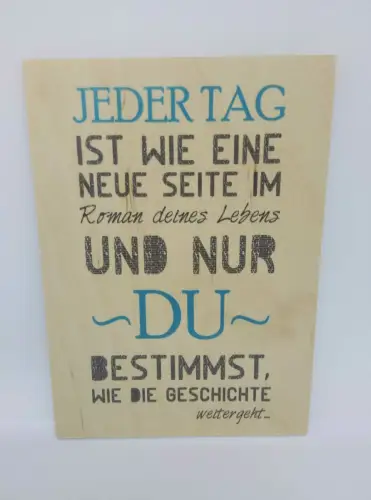 JEDER TAG
IST WIE EINE
NEUE SEITE IM
Roman deines Lebens
UND NUR
~DU~
BESTIMMST,
WIE DIE GESCHICHTE
weitergeht...